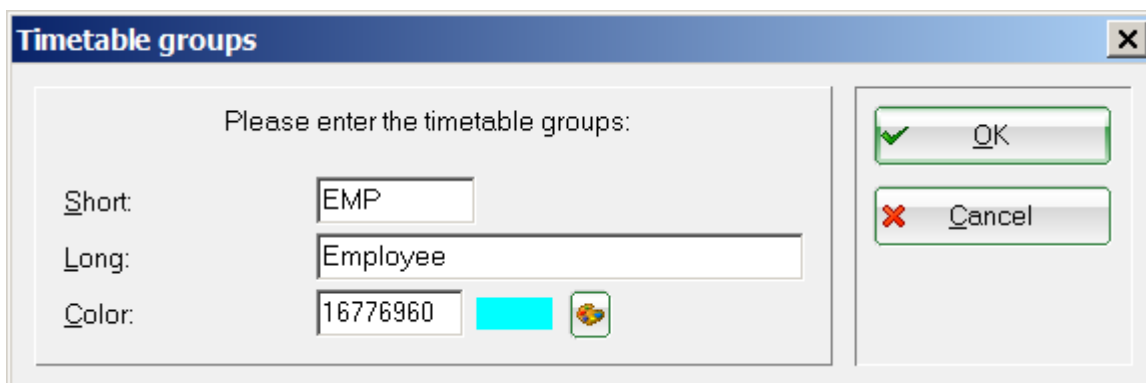 Timetable groups
Please enter the timetable groups:
OK
Short: EMP
Cancel
Long: Employee
Color: 16776960